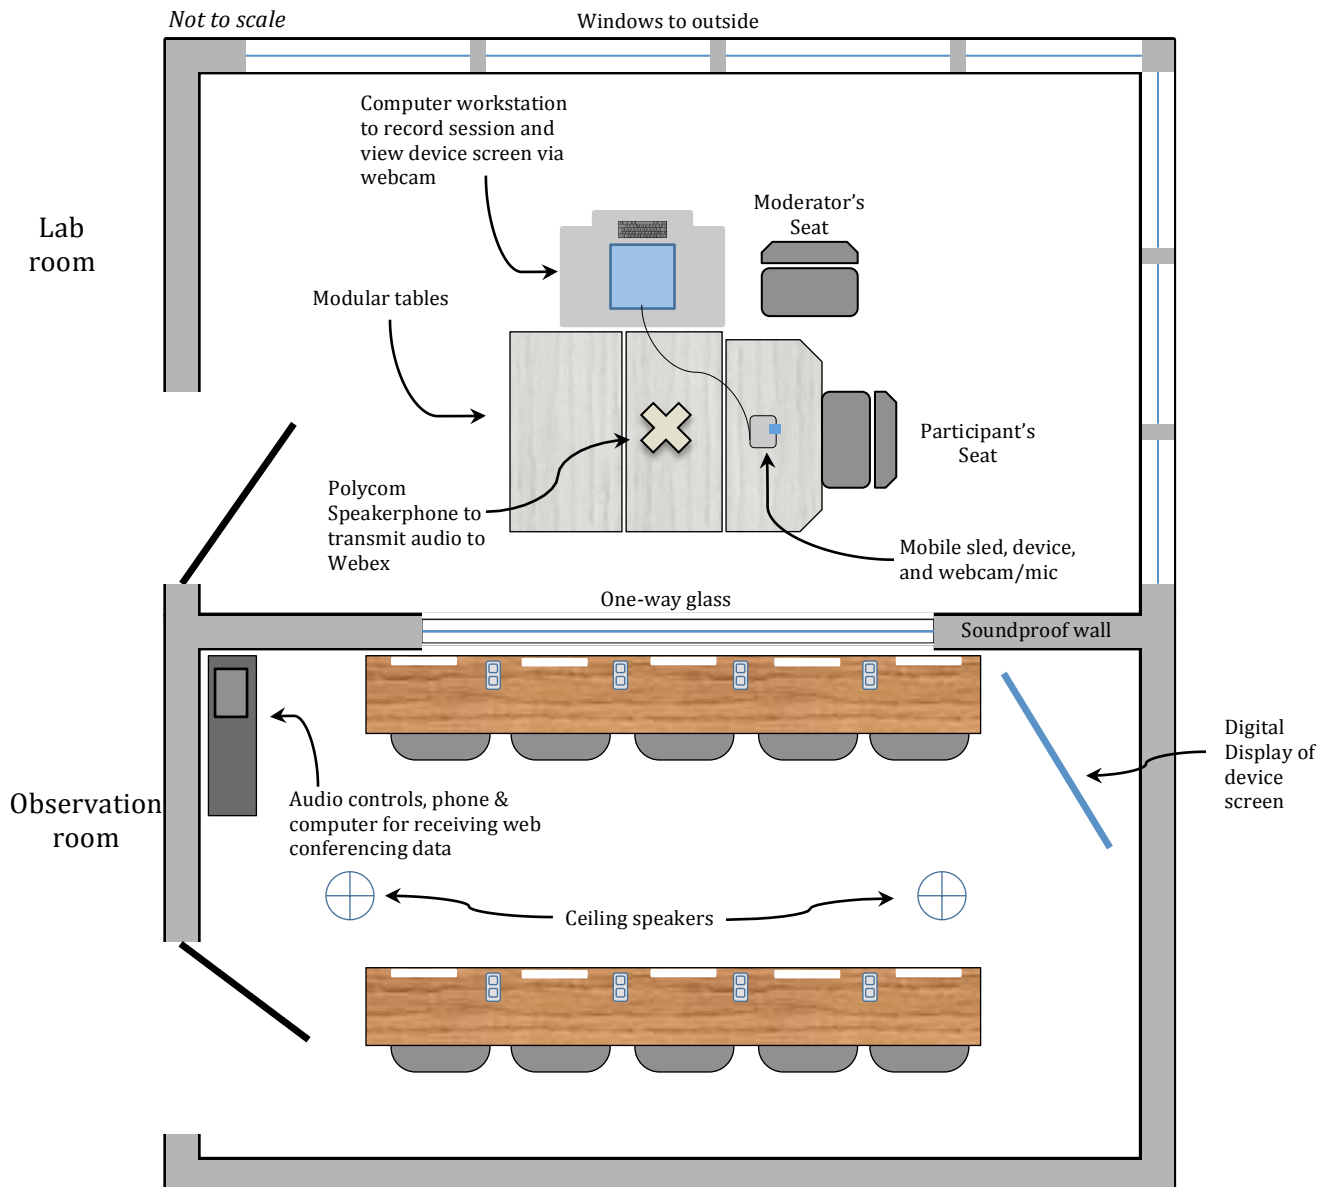 Not to scale
Windows to outside
Computer workstation
to record session and
view device screen via
webcam
Moderator’s
Seat
Lab
room
Modular tables
Participant’s
Seat
Polycom
Speakerphone to
transmit audio to
Webex
Mobile sled, device,
and webcam/mic
One-way glass
Soundproof wall
Digital
Display of
device
screen
Observation
room
Audio controls, phone &
computer for receiving web
conferencing data
Ceiling speakers